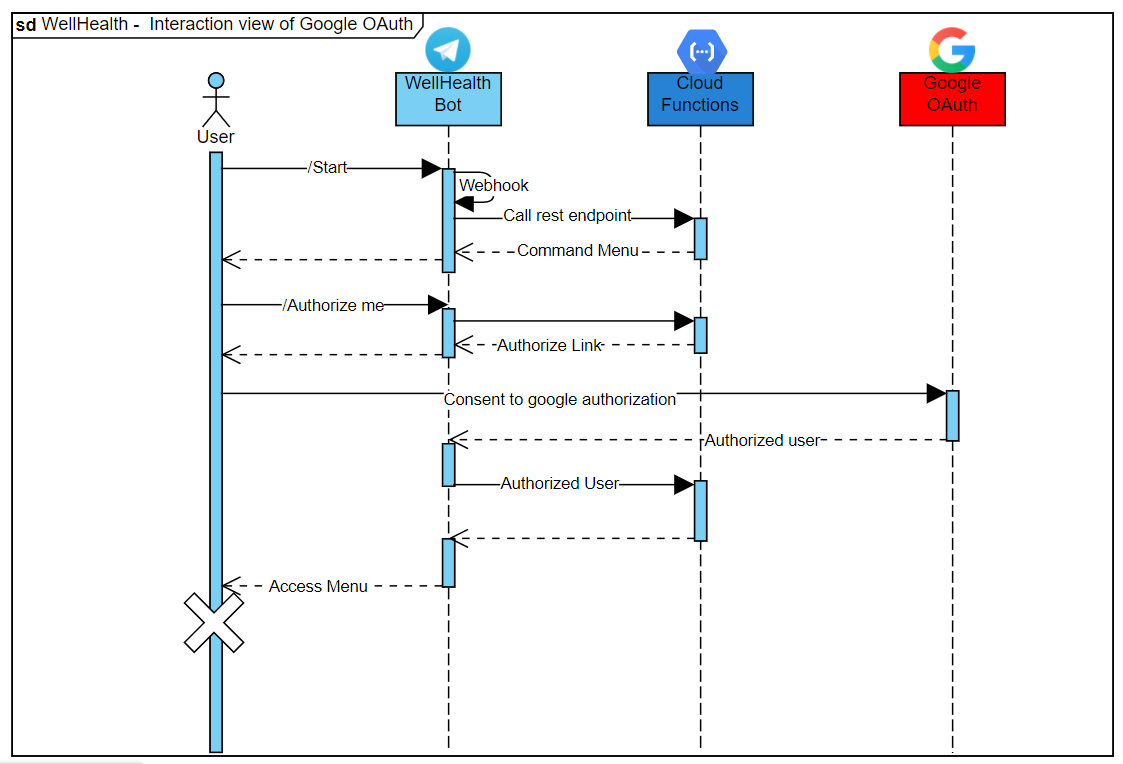 sd WellHealth - Interaction view of Google OAuth
WellHealth
Bot
Cloud
Functions
Google
OAuth
User
/Start
Webhook
Call rest endpoint
Command Menu
/Authorize me
Authorize Link
Consent to google authorization
Authorized user
Authorized User
Access Menu